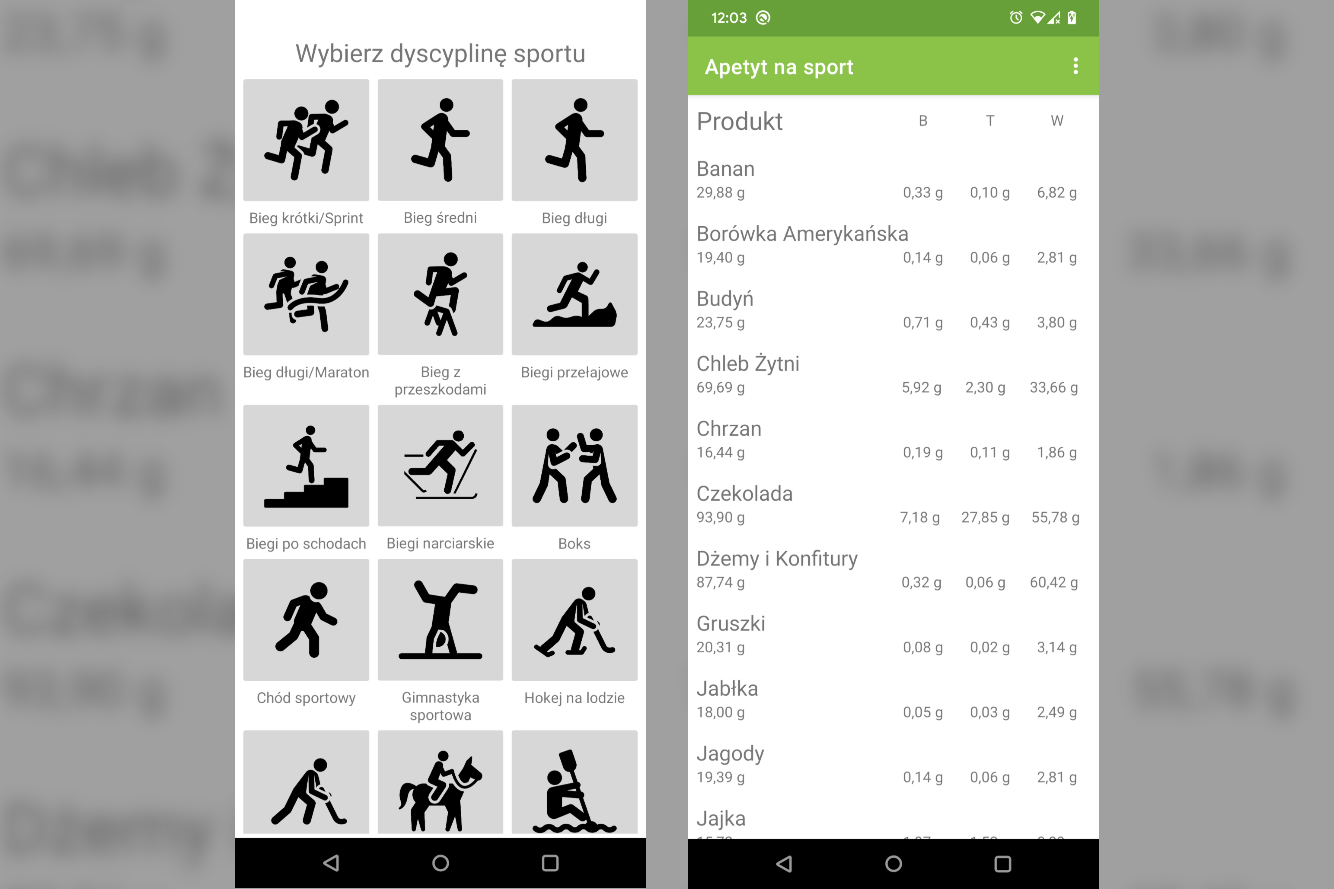 Wybierz dyscyplinę sportu
Bieg krótki/Sprint
Bieg średni
Bieg długi
Bieg długi/Maraton
Bieg z
przeszkodami
Biegi przełajowe
Biegi po schodach
Biegi narciarskie
Boks
Chód sportowy
Gimnastyka
sportowa
Hokej na lodzie
12:03
Apetyt na sport
Produkt B T W
Banan
29,88 g 0,33 g 0,10 g 6,82 g
Borówka Amerykańska
19,40 g 0,14 g 0,06 g 2,81 g
Budyń
23,75 g 0,71 g 0,43 g 3,80 g
Chleb Żytni
69,69 g 5,92 g 2,30 g 33,66 g
Chrzan
16,44 g 0,19 g 0,11 g 1,86 g
Czekolada
93,90 g 7,18 g 27,85 g 55,78 g
Dżemy i Konfitury
87,74 g 0,32 g 0,06 g 60,42 g
Gruszki
20,31 g 0,08 g 0,02 g 3,14 g
Jabłka
18,00 g 0,05 g 0,03 g 2,49 g
Jagody
19,39 g 0,14 g 0,06 g 2,81 g
Jajka